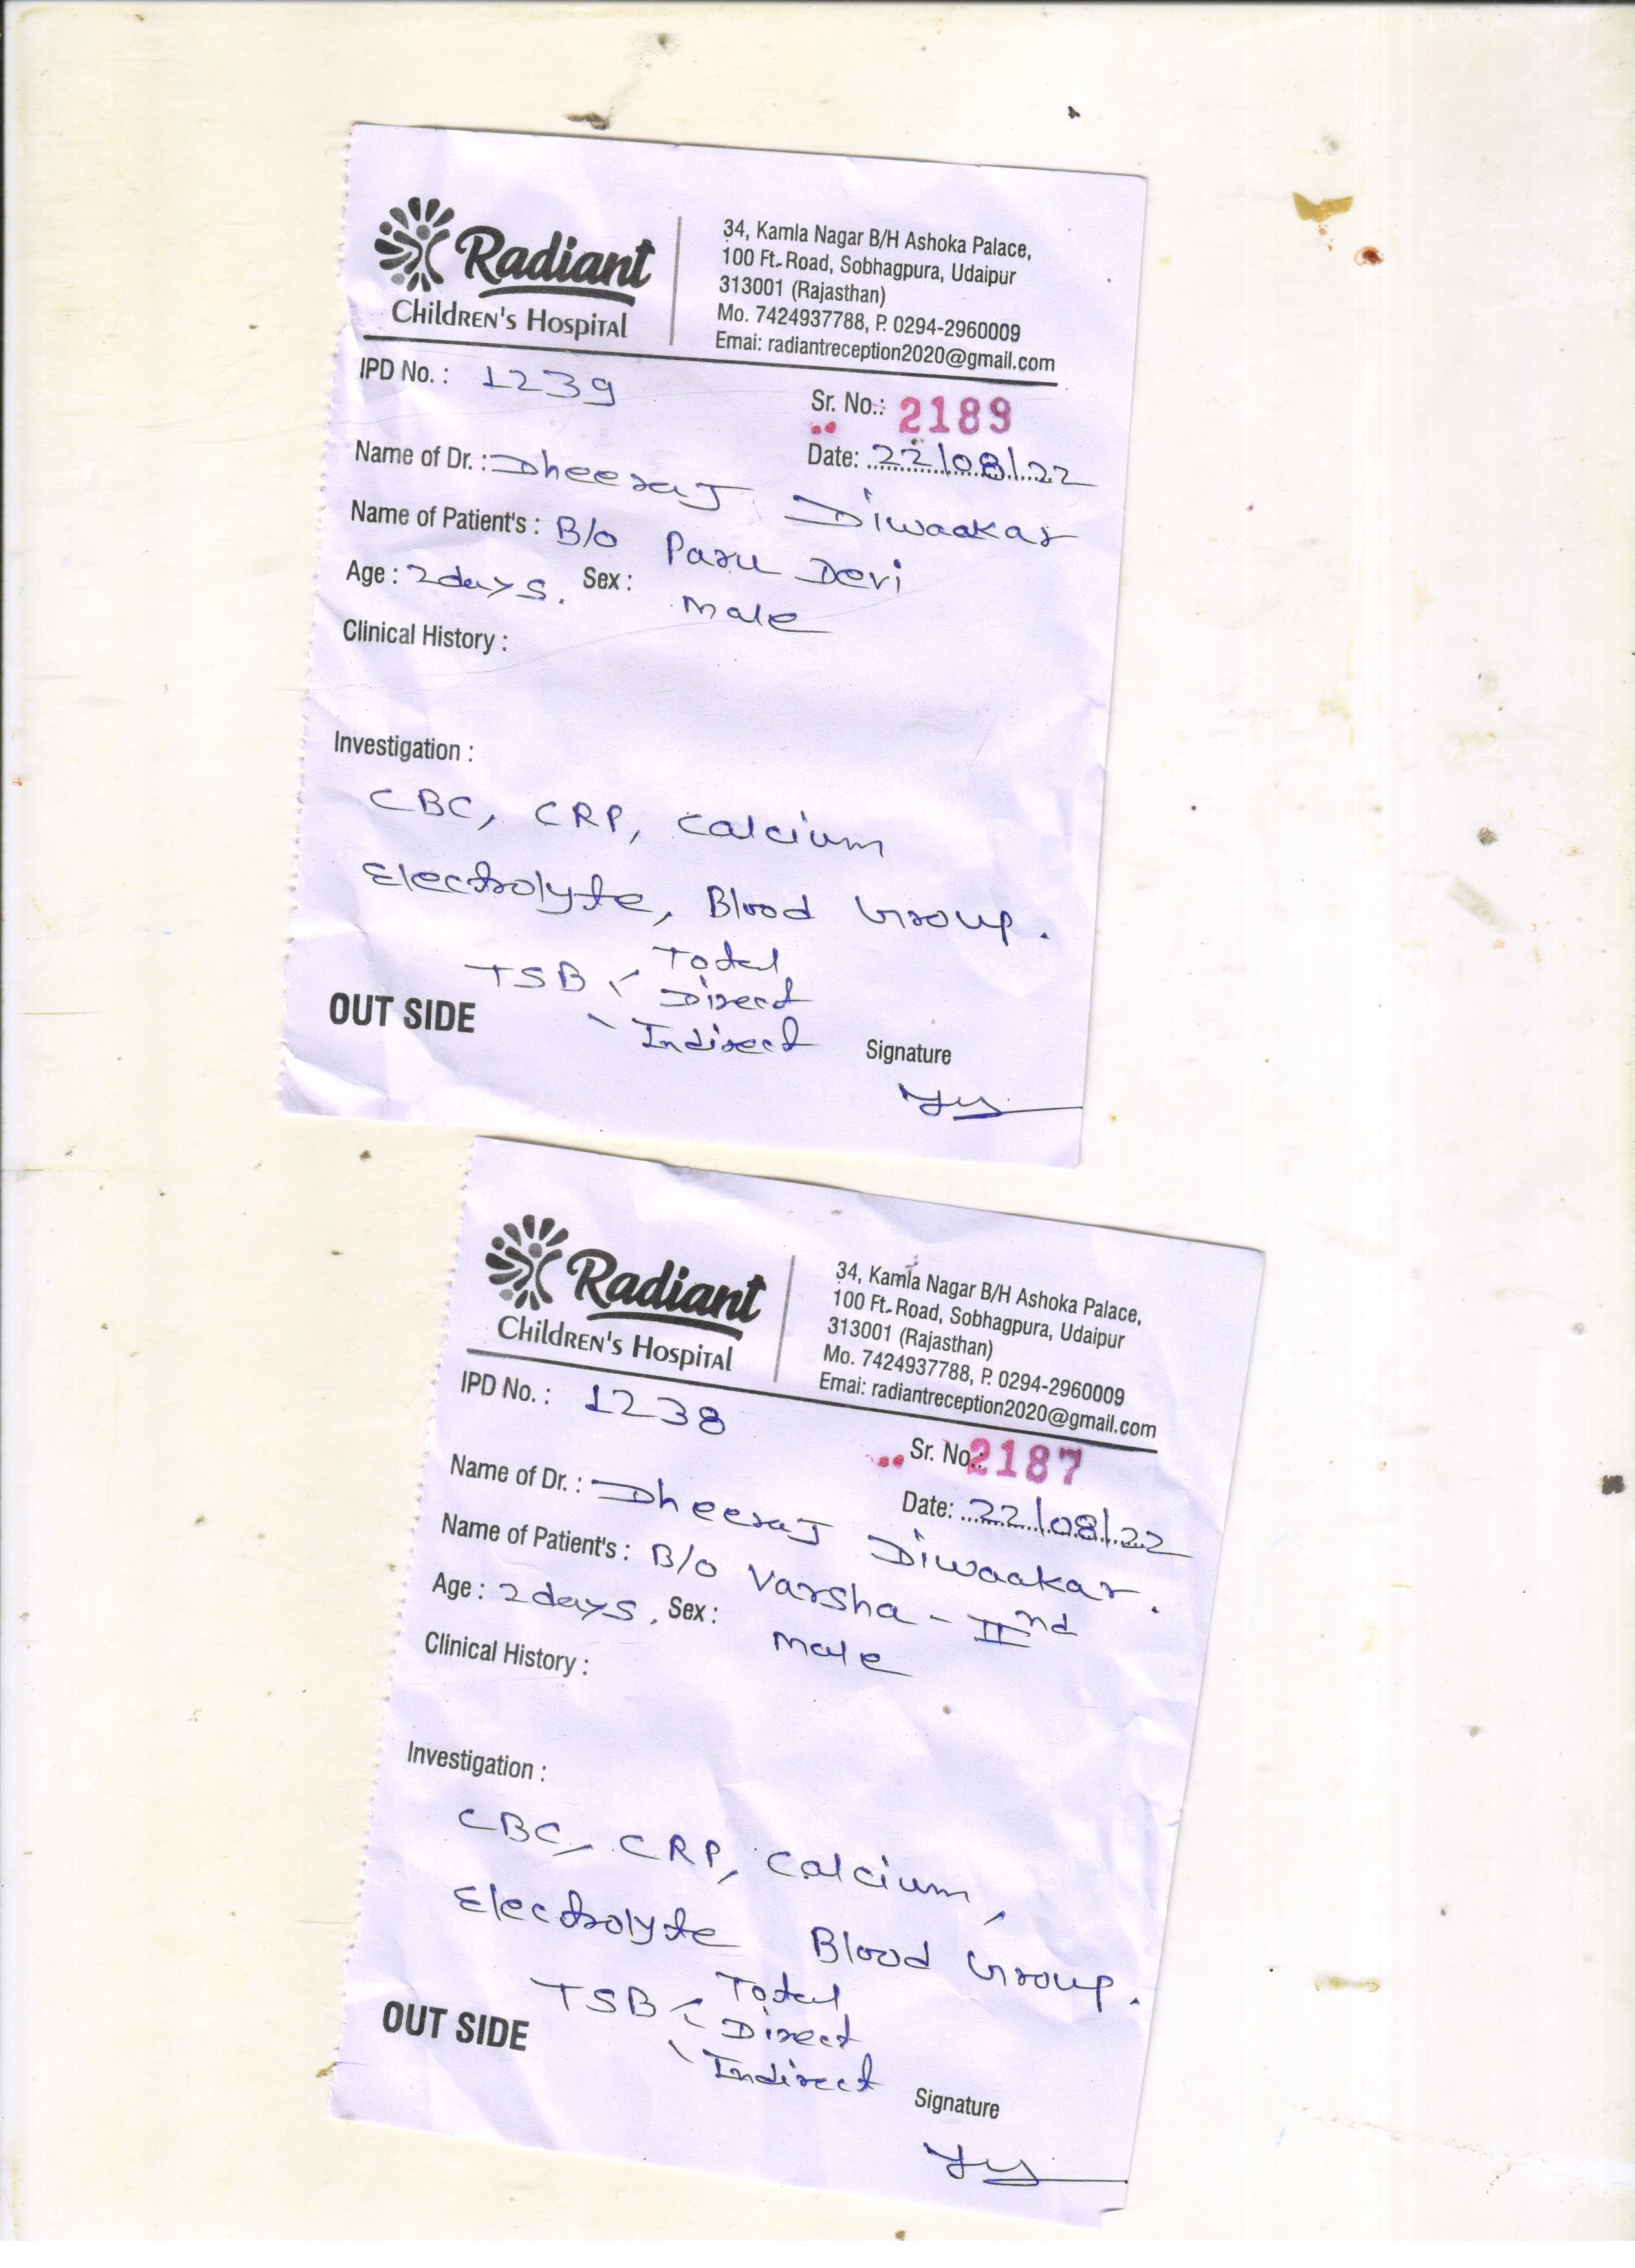 Radiant
Children's Hospital
34, Kamla Nagar B/H Ashoka Palace,
100 Ft. Road, Sobhagpura, Udaipur
313001 (Rajasthan)
Mo. 7424937788, P. 0294-2960009
Emai: radiantreception2020@gmail.com
IPD No. : 1239
Sr. No.: 2189
Date: 22/08/22
Name of Dr. : Dheeraj Diwaakar
Name of Patient's : B/o Paru Devi
Age : 2days. Sex : male
Clinical History :
Investigation :
CBC, CRP, Calcium
Electrolyte, Blood Group.
TSB Total
Direct
Indirect
OUT SIDE
Signature
Radiant
Children's Hospital
34, Kamla Nagar B/H Ashoka Palace,
100 Ft. Road, Sobhagpura, Udaipur
313001 (Rajasthan)
Mo. 7424937788, P. 0294-2960009
Emai: radiantreception2020@gmail.com
IPD No. : 1238
Sr. No.: 2187
Date: 22/08/22
Name of Dr. : Dheeraj Diwaakar.
Name of Patient's : B/o Varsha - IInd
Age : 2days. Sex : male
Clinical History :
Investigation :
CBC, CRP, Calcium,
Electrolyte Blood Group.
TSB Total
Direct
Indirect
OUT SIDE
Signature